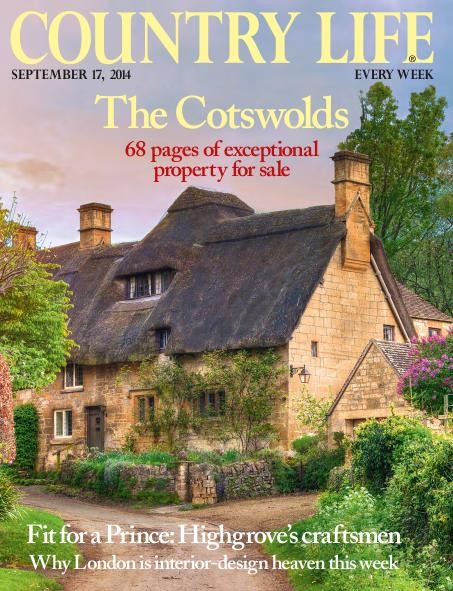 COUNTRY LIFE®
SEPTEMBER 17, 2014 EVERY WEEK
The Cotswolds
68 pages of exceptional
property for sale
Fit for a Prince: Highgrove's craftsmen
Why London is interior-design heaven this week